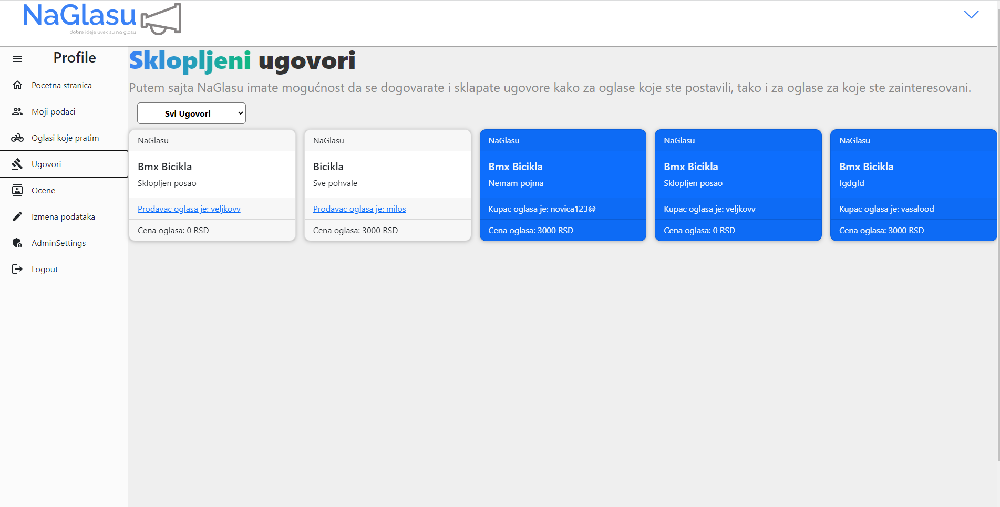 NaGlasu
dobre ideje uvek su na glasu
Profile
Pocetna stranica
Moji podaci
Oglasi koje pratim
Ugovori
Ocene
Izmena podataka
AdminSettings
Logout
Sklopljeni ugovori
Putem sajta NaGlasu imate mogućnost da se dogovarate i sklapate ugovore kako za oglase koje ste postavili, tako i za oglase za koje ste zainteresovani.
Svi Ugovori
NaGlasu
Bmx Bicikla
Sklopljen posao
Prodavac oglasa je: veljkovv
Cena oglasa: 0 RSD
NaGlasu
Bicikla
Sve pohvale
Prodavac oglasa je: milos
Cena oglasa: 3000 RSD
NaGlasu
Bmx Bicikla
Nemam pojma
Kupac oglasa je: novica123@
Cena oglasa: 3000 RSD
NaGlasu
Bmx Bicikla
Sklopljen posao
Kupac oglasa je: veljkovv
Cena oglasa: 0 RSD
NaGlasu
Bmx Bicikla
fgdgfd
Kupac oglasa je: vasalood
Cena oglasa: 3000 RSD